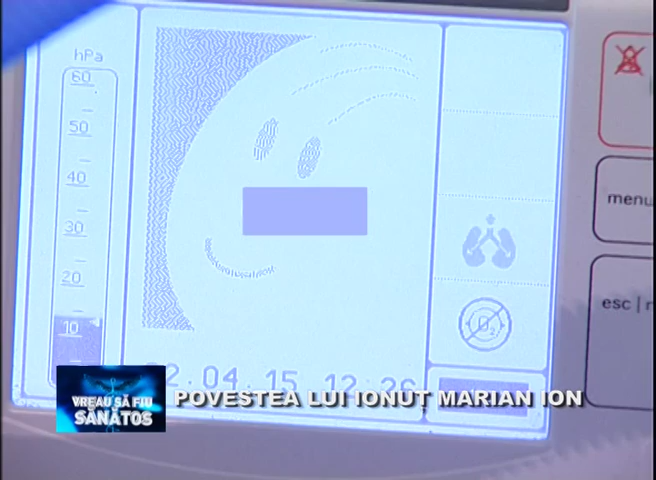 hPa
60
50
40
30
20
10
menu
esc | r
2.04.15 12:26
VREAU SĂ FIU
SĂNĂTOS
POVESTEA LUI IONUȚ MARIAN ION
O₂